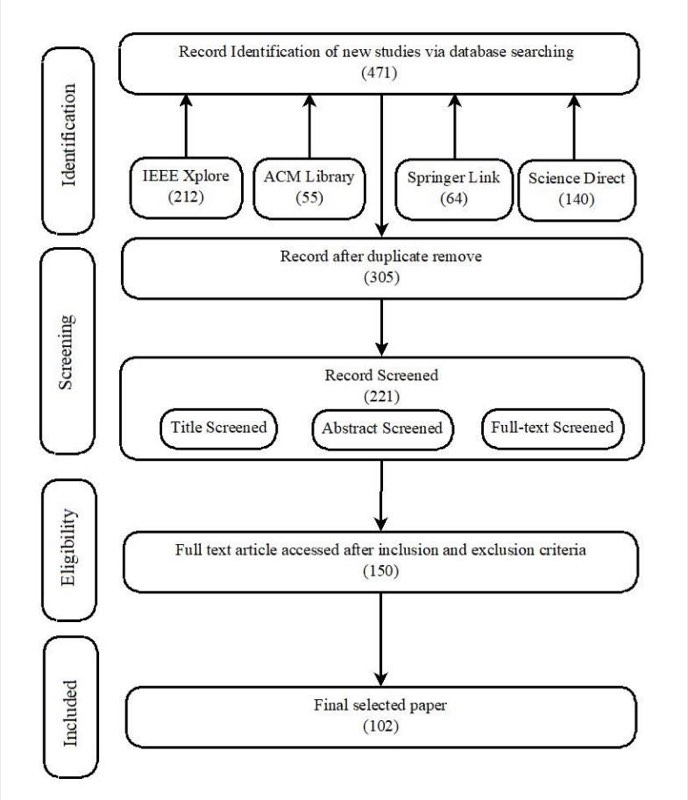 Identification
Record Identification of new studies via database searching
(471)
IEEE Xplore
(212)
ACM Library
(55)
Springer Link
(64)
Science Direct
(140)
Screening
Record after duplicate remove
(305)
Record Screened
(221)
Title Screened
Abstract Screened
Full-text Screened
Eligibility
Full text article accessed after inclusion and exclusion criteria
(150)
Included
Final selected paper
(102)